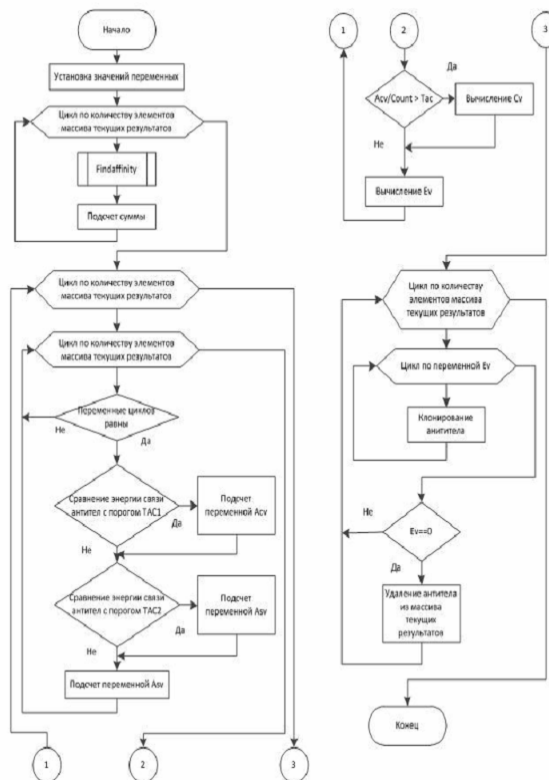 Начало
Установка значений переменных
Цикл по количеству элементов
массива текущих результатов
Findaffinity
Подсчет суммы
Цикл по количеству элементов
массива текущих результатов
Цикл по количеству элементов
массива текущих результатов
Переменные циклов
равны
Не
Да
Сравнение энергии связи
антител с порогом TAC1
Да
Не
Подсчет
переменной Acv
Сравнение энергии связи
антител с порогом TAC2
Да
Не
Подсчет
переменной Asv
Подсчет переменной Asv
1
2
3
1
2
3
Acv/Count > Tac
Да
Вычисление Cv
Не
Вычисление Ev
Цикл по количеству
элементов массива
текущих результатов
Цикл по переменной Ev
Клонирование
анитители
Ev==0
Не
Да
Удаление антитела
из массива
текущих
результатов
Конец